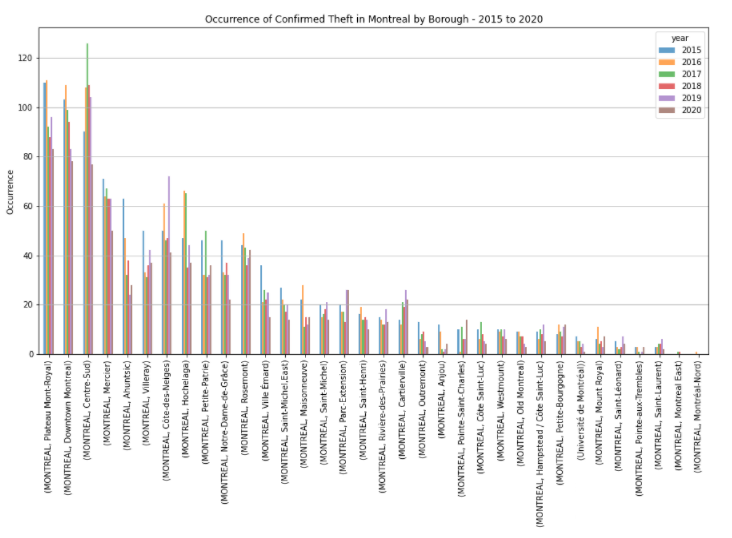 Occurrence of Confirmed Theft in Montreal by Borough - 2015 to 2020
year
2015
2016
2017
2018
2019
2020
120
100
80
60
40
20
0
Occurrence
(MONTREAL, Plateau Mont-Royal)
(MONTREAL, Downtown Montreal)
(MONTREAL, Centre-Sud)
(MONTREAL, Mercier)
(MONTREAL, Ahuntsic)
(MONTREAL, Villeray)
(MONTREAL, Côte-des-Neiges)
(MONTREAL, Hochelaga)
(MONTREAL, Petite-Patrie)
(MONTREAL, Notre-Dame-de-Grâce)
(MONTREAL, Rosemont)
(MONTREAL, Ville Émard)
(MONTREAL, Saint-Michel East)
(MONTREAL, Maisonneuve)
(MONTREAL, Saint-Michel)
(MONTREAL, Parc-Extension)
(MONTREAL, Saint-Henri)
(MONTREAL, Rivière-des-Prairies)
(MONTREAL, Cartierville)
(MONTREAL, Outremont)
(MONTREAL, Anjou)
(MONTREAL, Pointe-Saint-Charles)
(MONTREAL, Côte Saint-Luc)
(MONTREAL, Westmount)
(MONTREAL, Old Montreal)
(MONTREAL, Hampstead / Côte Saint-Luc)
(MONTREAL, Petite-Bourgogne)
(Université de Montréal))
(MONTREAL, Mount Royal)
(MONTREAL, Saint-Léonard)
(MONTREAL, Pointe-aux-Trembles)
(MONTREAL, Saint-Laurent)
(MONTREAL, Montreal East)
(MONTREAL, Montréal-Nord)